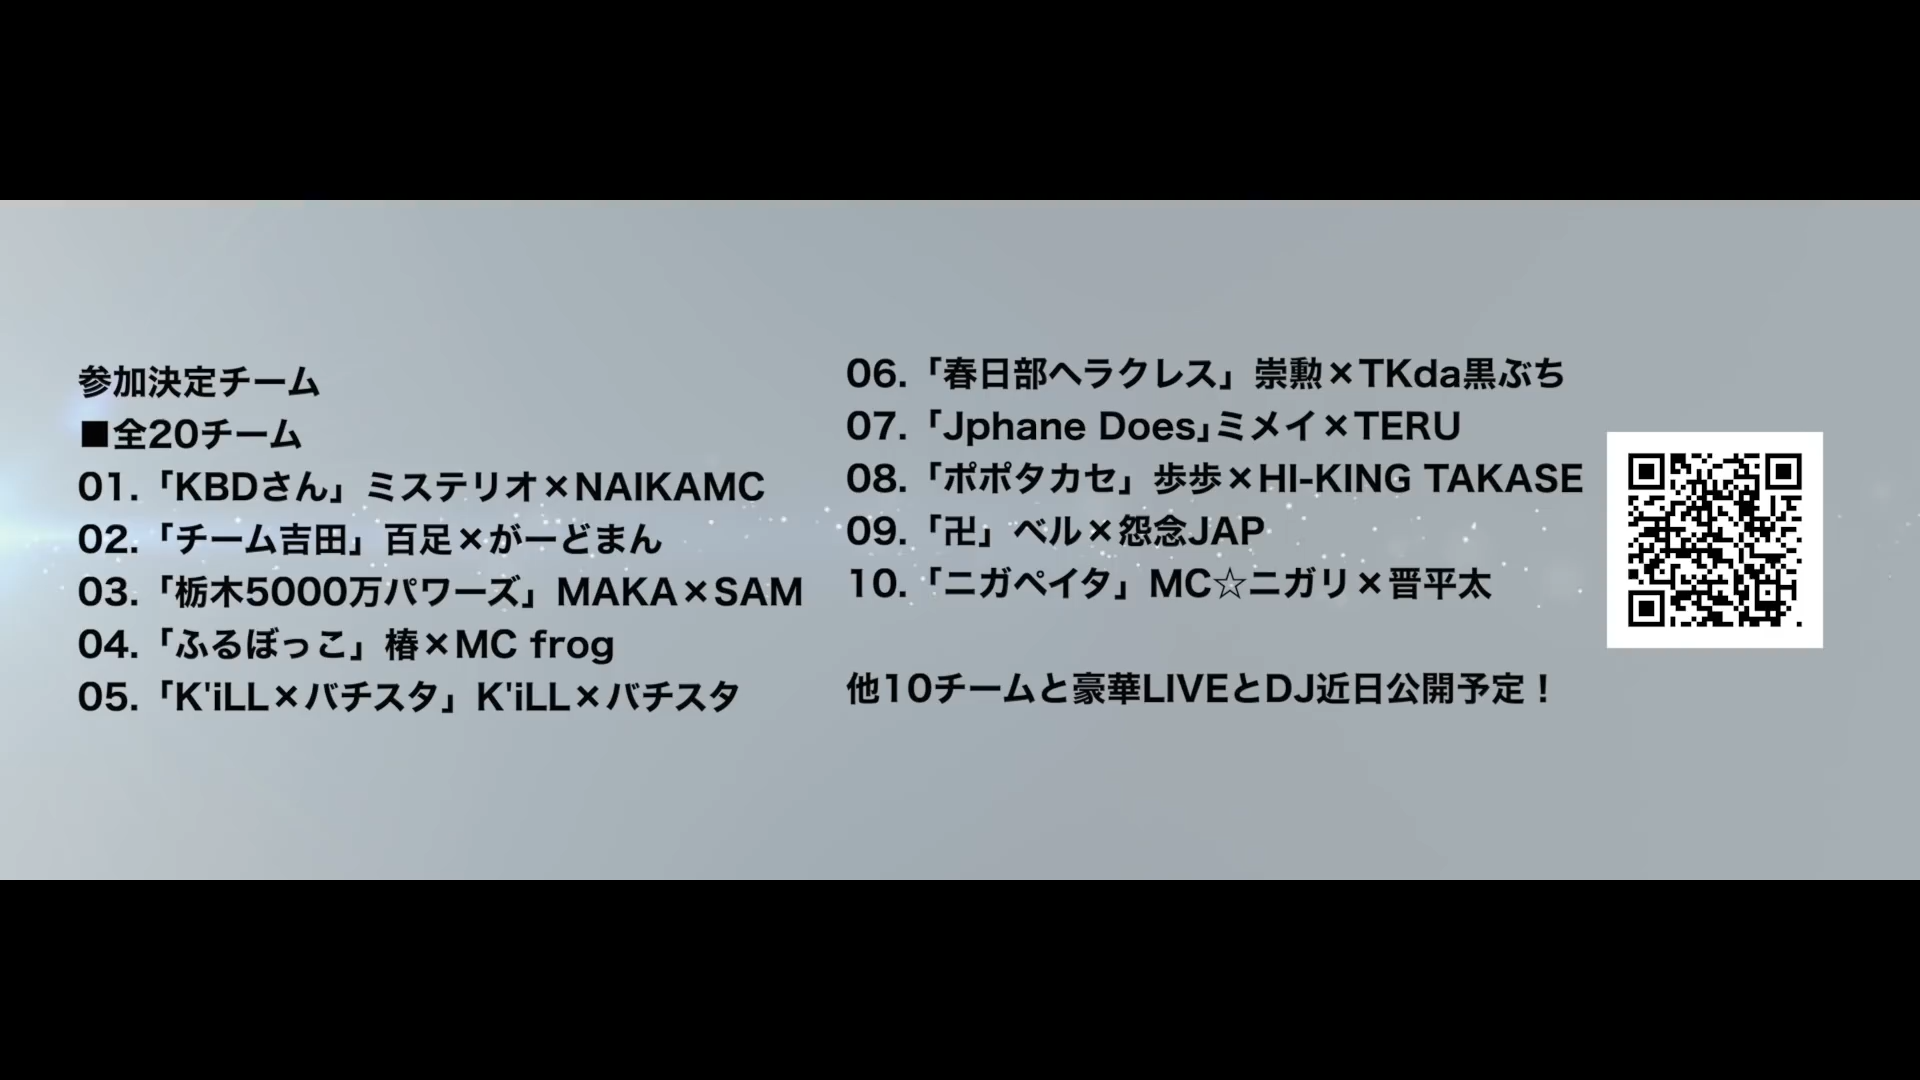 参加決定チーム
■全20チーム
01.「KBDさん」ミステリオ×NAIKAMC
02.「チーム吉田」百足×がーどまん
03.「栃木5000万パワーズ」MAKA×SAM
04.「ふるぼっこ」椿×MC frog
05.「K'iLL×バチスタ」K'iLL×バチスタ
06.「春日部ヘラクレス」崇勲×TKda黒ぶち
07.「Jphane Does」ミメイ×TERU
08.「ポポタカセ」歩歩×HI-KING TAKASE
09.「卍」ベル×怨念JAP
10.「ニガペイタ」MC☆ニガリ×晋平太
他10チームと豪華LIVEとDJ近日公開予定！